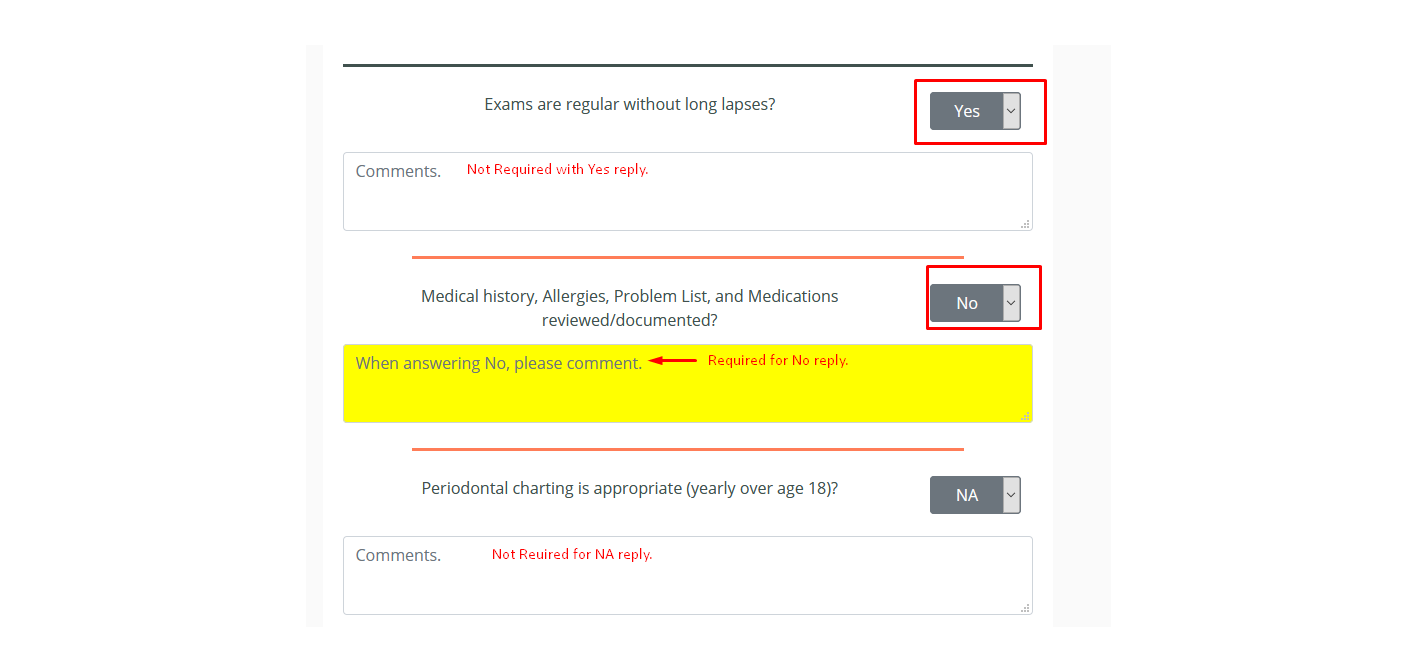 Exams are regular without long lapses?
Yes
Comments.
Not Required with Yes reply.
Medical history, Allergies, Problem List, and Medications
reviewed/documented?
No
When answering No, please comment.
Required for No reply.
Periodontal charting is appropriate (yearly over age 18)?
NA
Comments.
Not Reuired for NA reply.